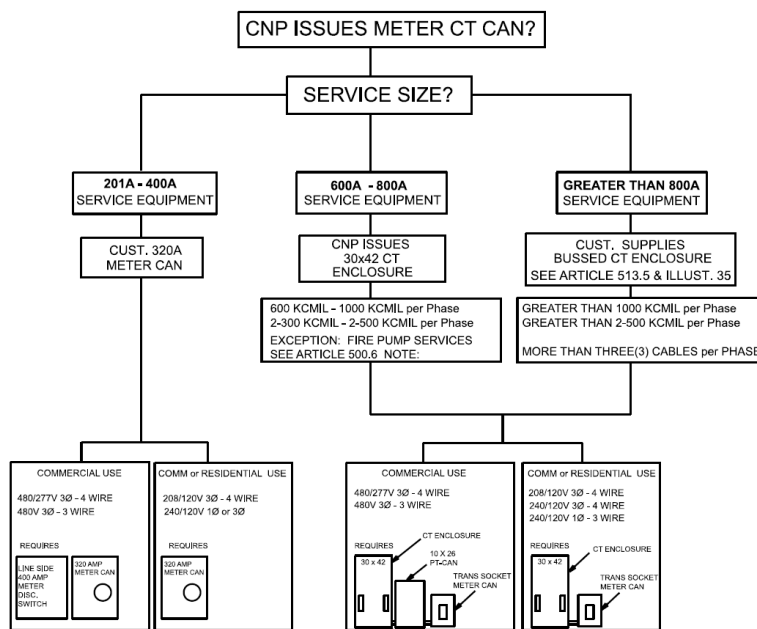 CNP ISSUES METER CT CAN?
SERVICE SIZE?
201A - 400A
SERVICE EQUIPMENT
600A - 800A
SERVICE EQUIPMENT
GREATER THAN 800A
SERVICE EQUIPMENT
CUST. 320A
METER CAN
CNP ISSUES
30x42 CT
ENCLOSURE
CUST. SUPPLIES
BUSSED CT ENCLOSURE
SEE ARTICLE 513.5 & ILLUST. 35
600 KCMIL - 1000 KCMIL per Phase
2-300 KCMIL - 2-500 KCMIL per Phase
EXCEPTION: FIRE PUMP SERVICES
SEE ARTICLE 500.6 NOTE:
GREATER THAN 1000 KCMIL per Phase
GREATER THAN 2-500 KCMIL per Phase
MORE THAN THREE(3) CABLES per PHASE
COMMERCIAL USE
480/277V 3Ø - 4 WIRE
480V 3Ø - 3 WIRE
REQUIRES
LINE SIDE
400 AMP
METER
DISC.
SWITCH
320 AMP
METER CAN
COMM or RESIDENTIAL USE
208/120V 3Ø - 4 WIRE
240/120V 1Ø or 3Ø
REQUIRES
320 AMP
METER CAN
COMMERCIAL USE
480/277V 3Ø - 4 WIRE
480V 3Ø - 3 WIRE
REQUIRES
30 x 42
CT ENCLOSURE
10 X 26
PT-CAN
TRANS SOCKET
METER CAN
COMM or RESIDENTIAL USE
208/120V 3Ø - 4 WIRE
240/120V 3Ø - 4 WIRE
240/120V 1Ø - 3 WIRE
REQUIRES
30 x 42
CT ENCLOSURE
TRANS SOCKET
METER CAN